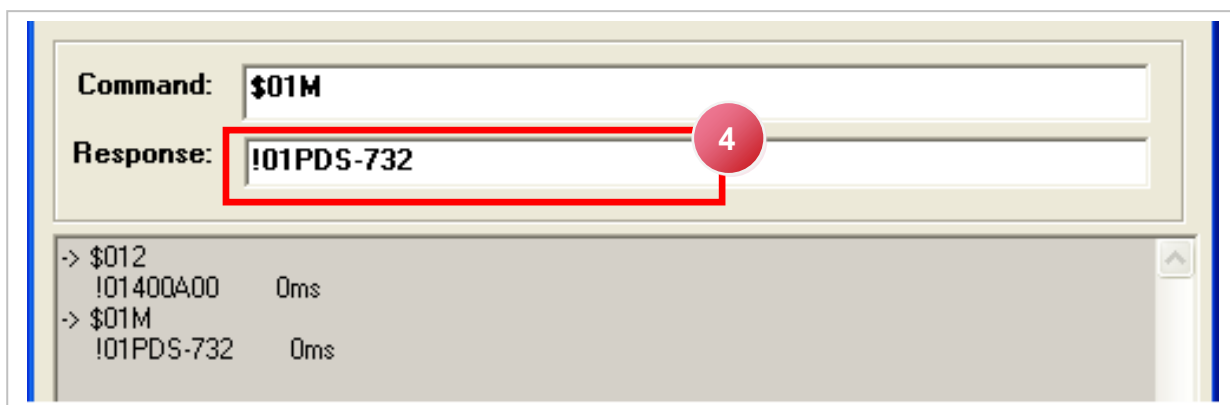 Command: $01M
4
Response: !01PDS-732
-> $012
!01400A00 0ms
-> $01M
!01PDS-732 0ms